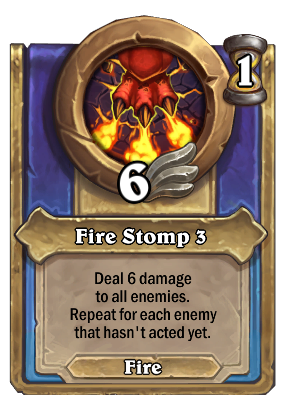 1
6
Fire Stomp 3
Deal 6 damage
to all enemies.
Repeat for each enemy
that hasn't acted yet.
Fire